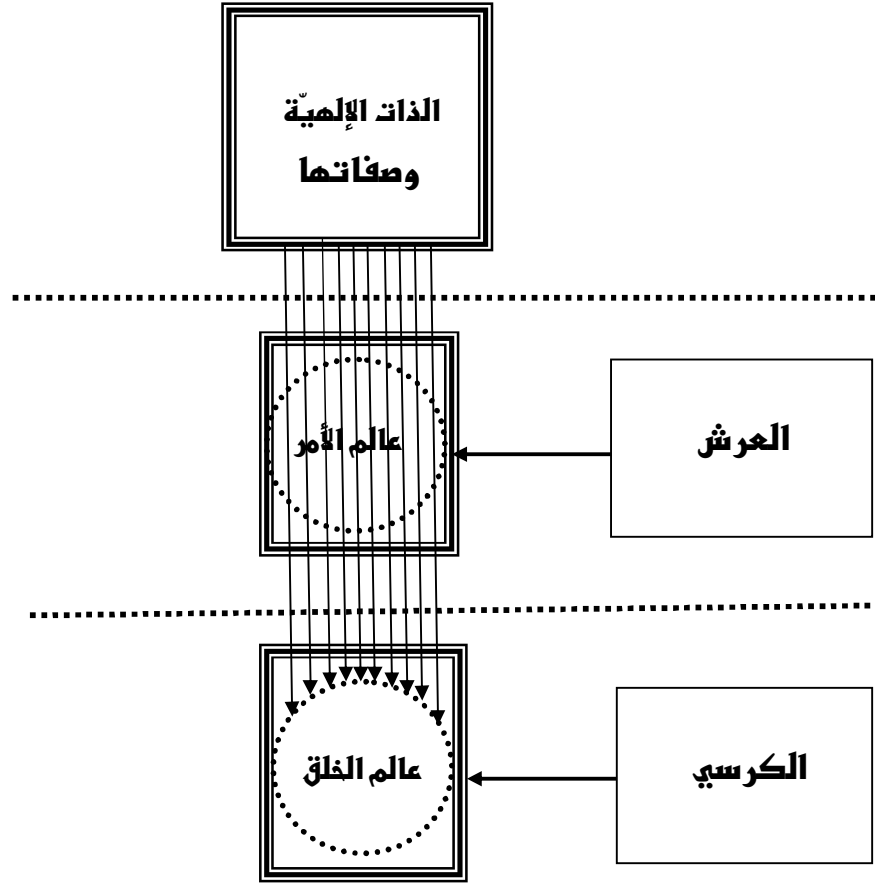 الذات الإلهيّة
وصفاتها
العرش
عالم الأمر
الكرسي
عالم الخلق